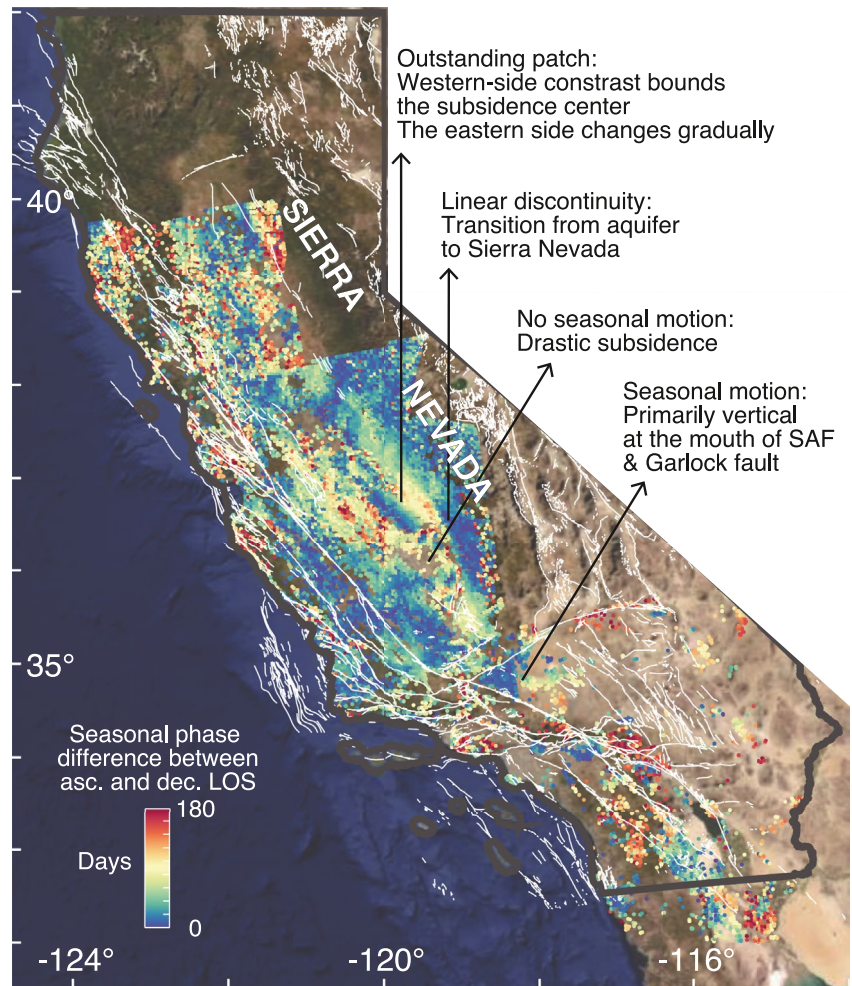 Outstanding patch:
Western-side constrast bounds
the subsidence center
The eastern side changes gradually
40°
SIERRA
Linear discontinuity:
Transition from aquifer
to Sierra Nevada
No seasonal motion:
Drastic subsidence
NEVADA
Seasonal motion:
Primarily vertical
at the mouth of SAF
& Garlock fault
35°
Seasonal phase
difference between
asc. and dec. LOS
180
Days
0
-124°
-120°
-116°